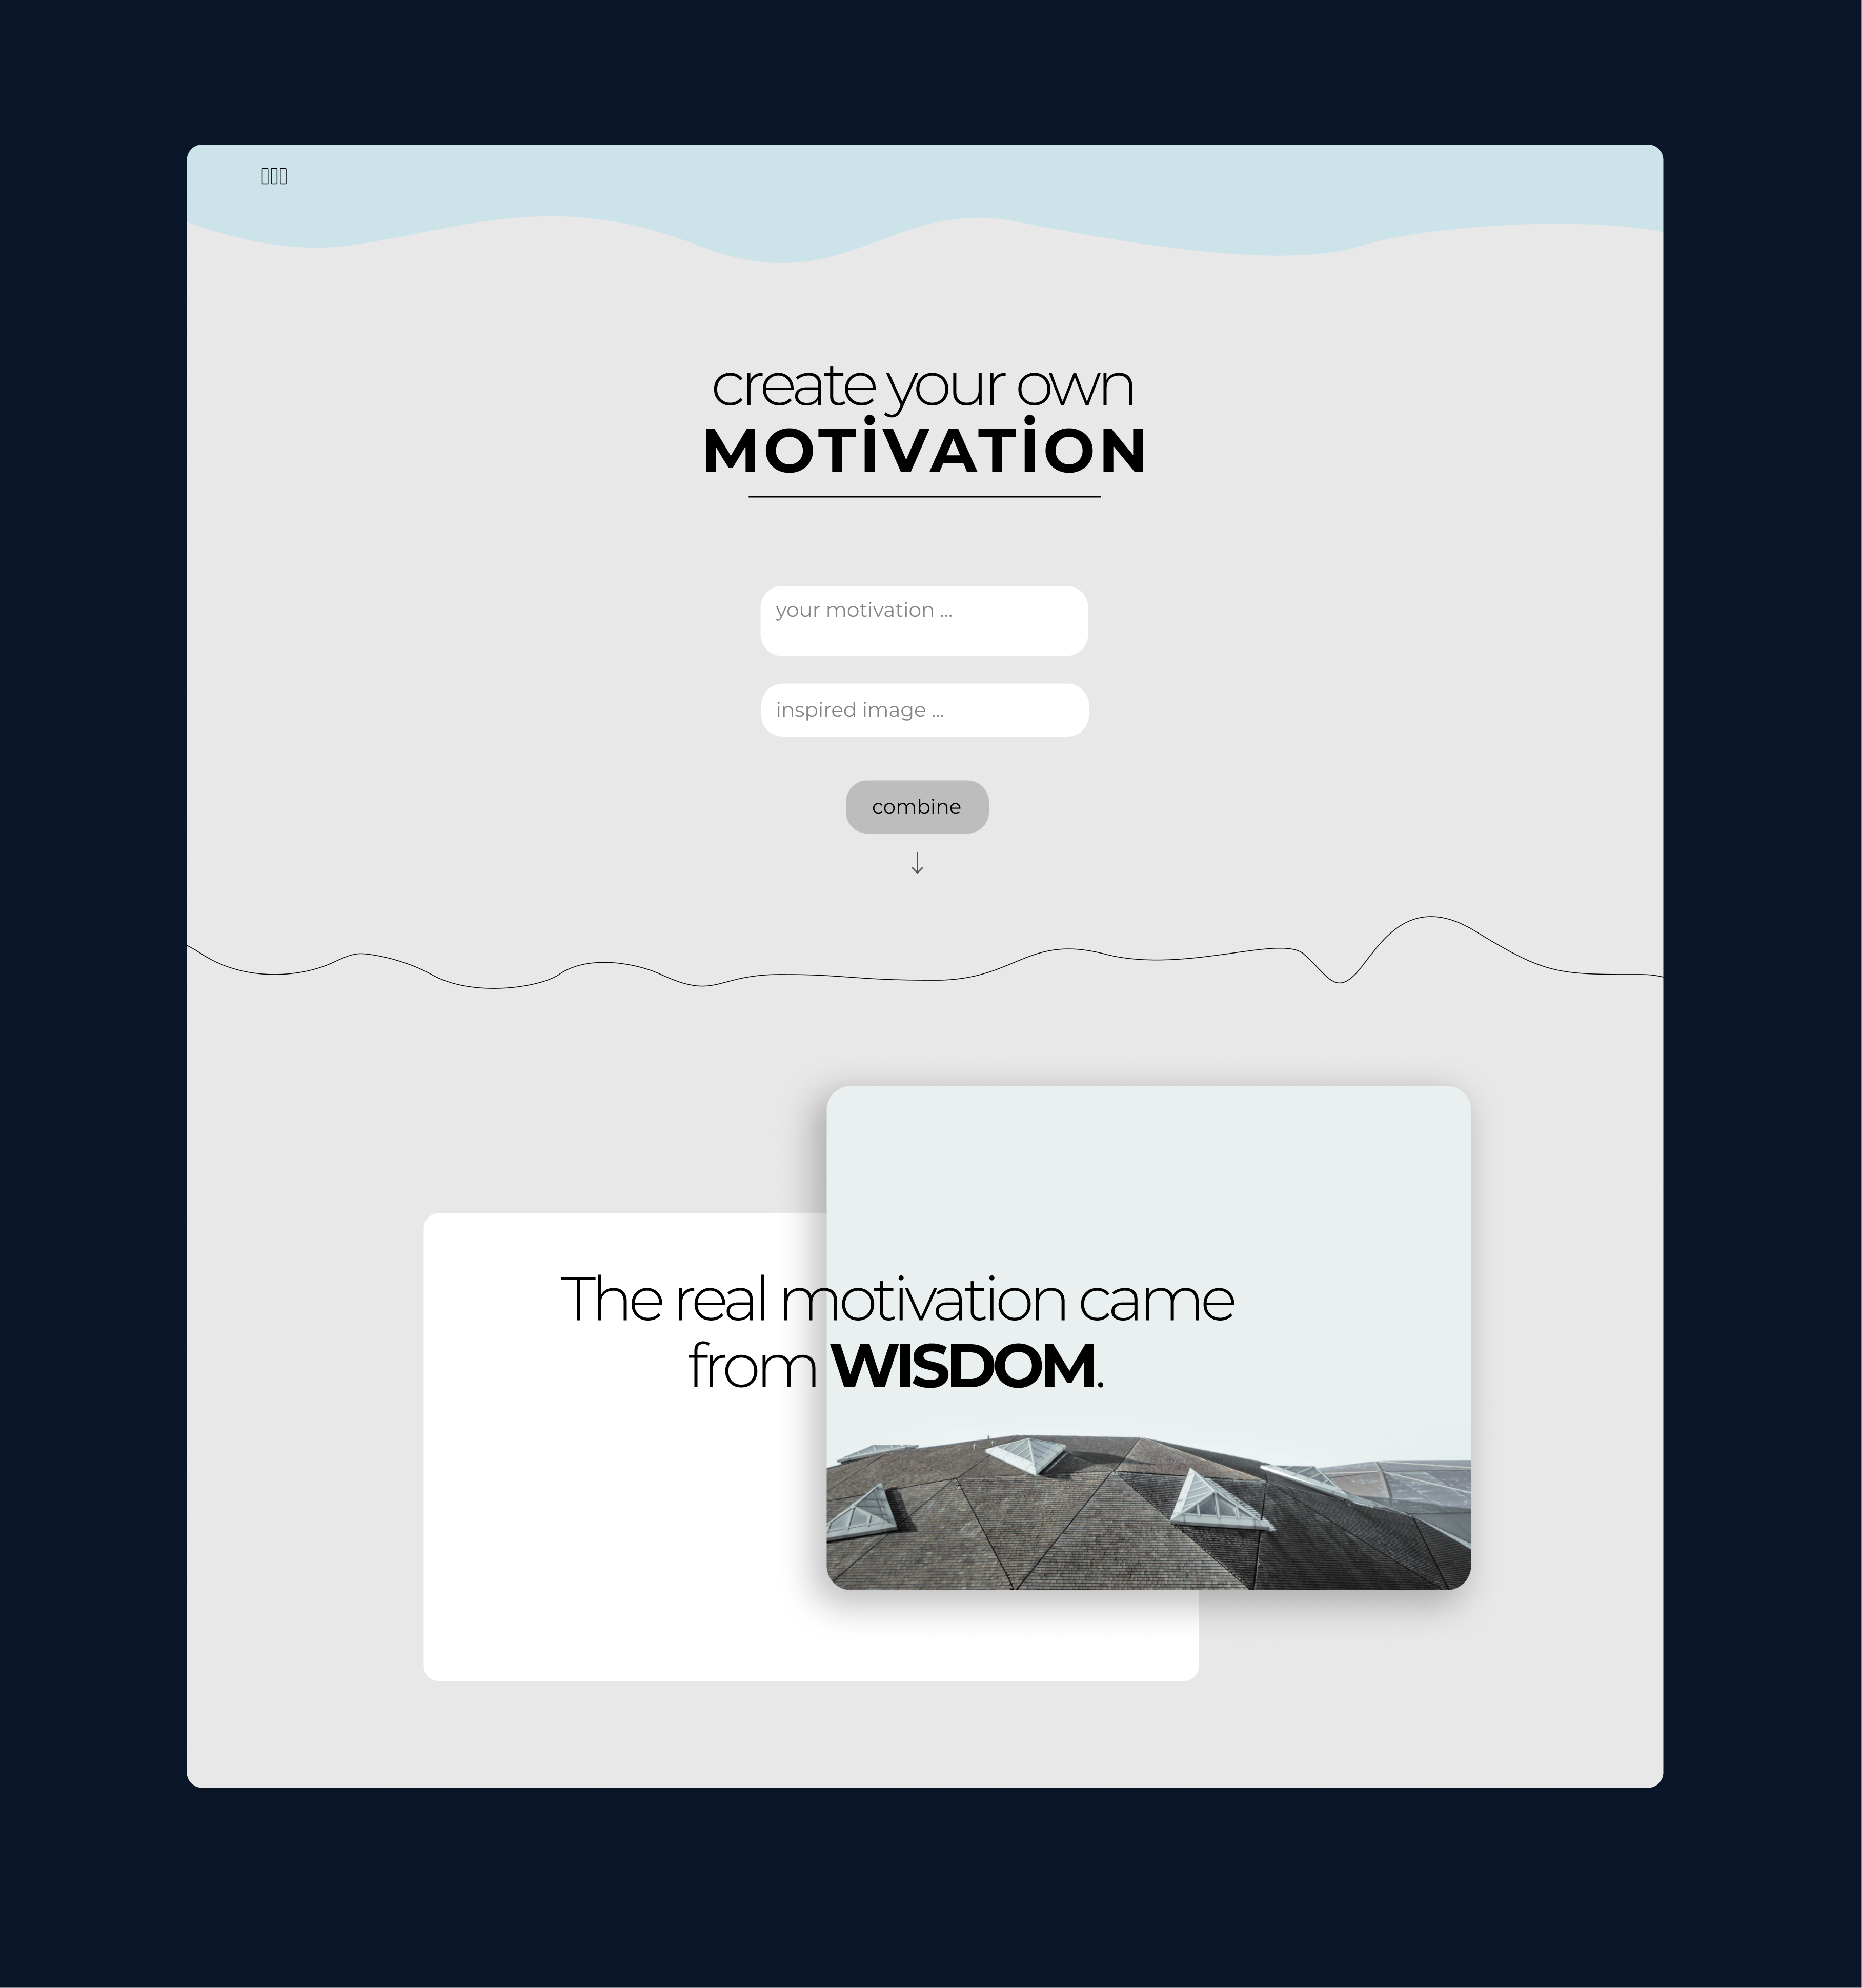 create your own
MOTİVATİON
your motivation ...
inspired image ...
combine
↓
The real motivation came
from WISDOM.